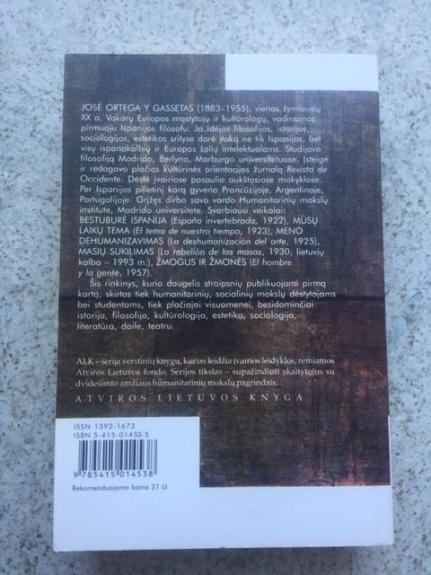 JOSÉ ORTEGA Y GASSETAS (1883–1955), vienas žymiausių
XX a. Vakarų Europos mąstytojų ir kultūrologų, vadinamas
pirmuoju Ispanijos filosofu. Jo idėjos filosofijos, istorijos,
sociologijos, estetikos srityse darė įtaką ne tik Ispanijos, bet
visų ispanakalbių ir Europos šalių intelektualams. Studijavo
filosofiją Madrido, Berlyno, Marburgo universitetuose. Įsteigė
ir redagavo plačios kultūrinės orientacijos žurnalą Revista de
Occidente. Dėstė įvairiose pasaulio aukštosiose mokyklose.
Per Ispanijos pilietinį karą gyveno Prancūzijoje, Argentinoje,
Portugalijoje. Grįžęs dirbo savo vardo Humanitarinių mokslų
institute, Madrido universitete. Svarbiausi veikalai:
BESTUBURĖ ISPANIJA (España invertebrada, 1922), MŪSŲ
LAIKŲ TEMA (El tema de nuestro tiempo, 1923), MENO
DEHUMANIZAVIMAS (La deshumanización del arte, 1925),
MASIŲ SUKILIMAS (La rebelión de las masas, 1930; lietuvių
kalba – 1993 m.), ŽMOGUS IR ŽMONĖS (El hombre
y la gente, 1957).
Šis rinkinys, kurio daugelis straipsnių publikuojami pirmą
kartą, skirtas tiek humanitarinių, socialinių mokslų dėstytojams
bei studentams, tiek plačiajai visuomenei, besidominčiai
istorija, filosofija, kultūrologija, estetika, sociologija,
literatūra, daile, teatru.
ALK – serija verstinių knygų, kurias leidžia įvairios leidyklos, remiamos
Atviros Lietuvos fondo. Serijos tikslas – supažindinti skaitytojus su
dvidešimto amžiaus humanitarinių mokslų pagrindais.
ATVIROS LIETUVOS KNYGA
ISSN 1392-1673
ISBN 5-415-01453-5
9 785415 014538
Rekomenduojama kaina 21 Lt.